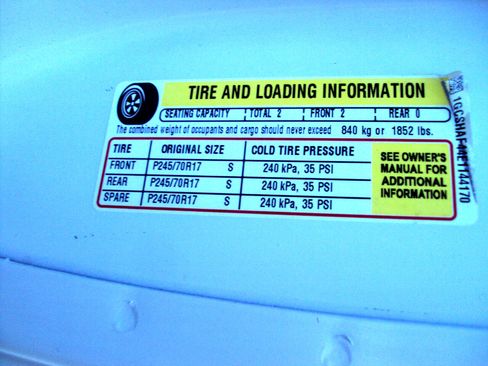 TIRE AND LOADING INFORMATION
SEATING CAPACITY TOTAL 2 FRONT 2 REAR 0
The combined weight of occupants and cargo should never exceed 840 kg or 1852 lbs.
TIRE ORIGINAL SIZE COLD TIRE PRESSURE
FRONT P245/70R17 S 240 kPa, 35 PSI
REAR P245/70R17 S 240 kPa, 35 PSI
SPARE P245/70R17 S 240 kPa, 35 PSI
SEE OWNER'S
MANUAL FOR
ADDITIONAL
INFORMATION